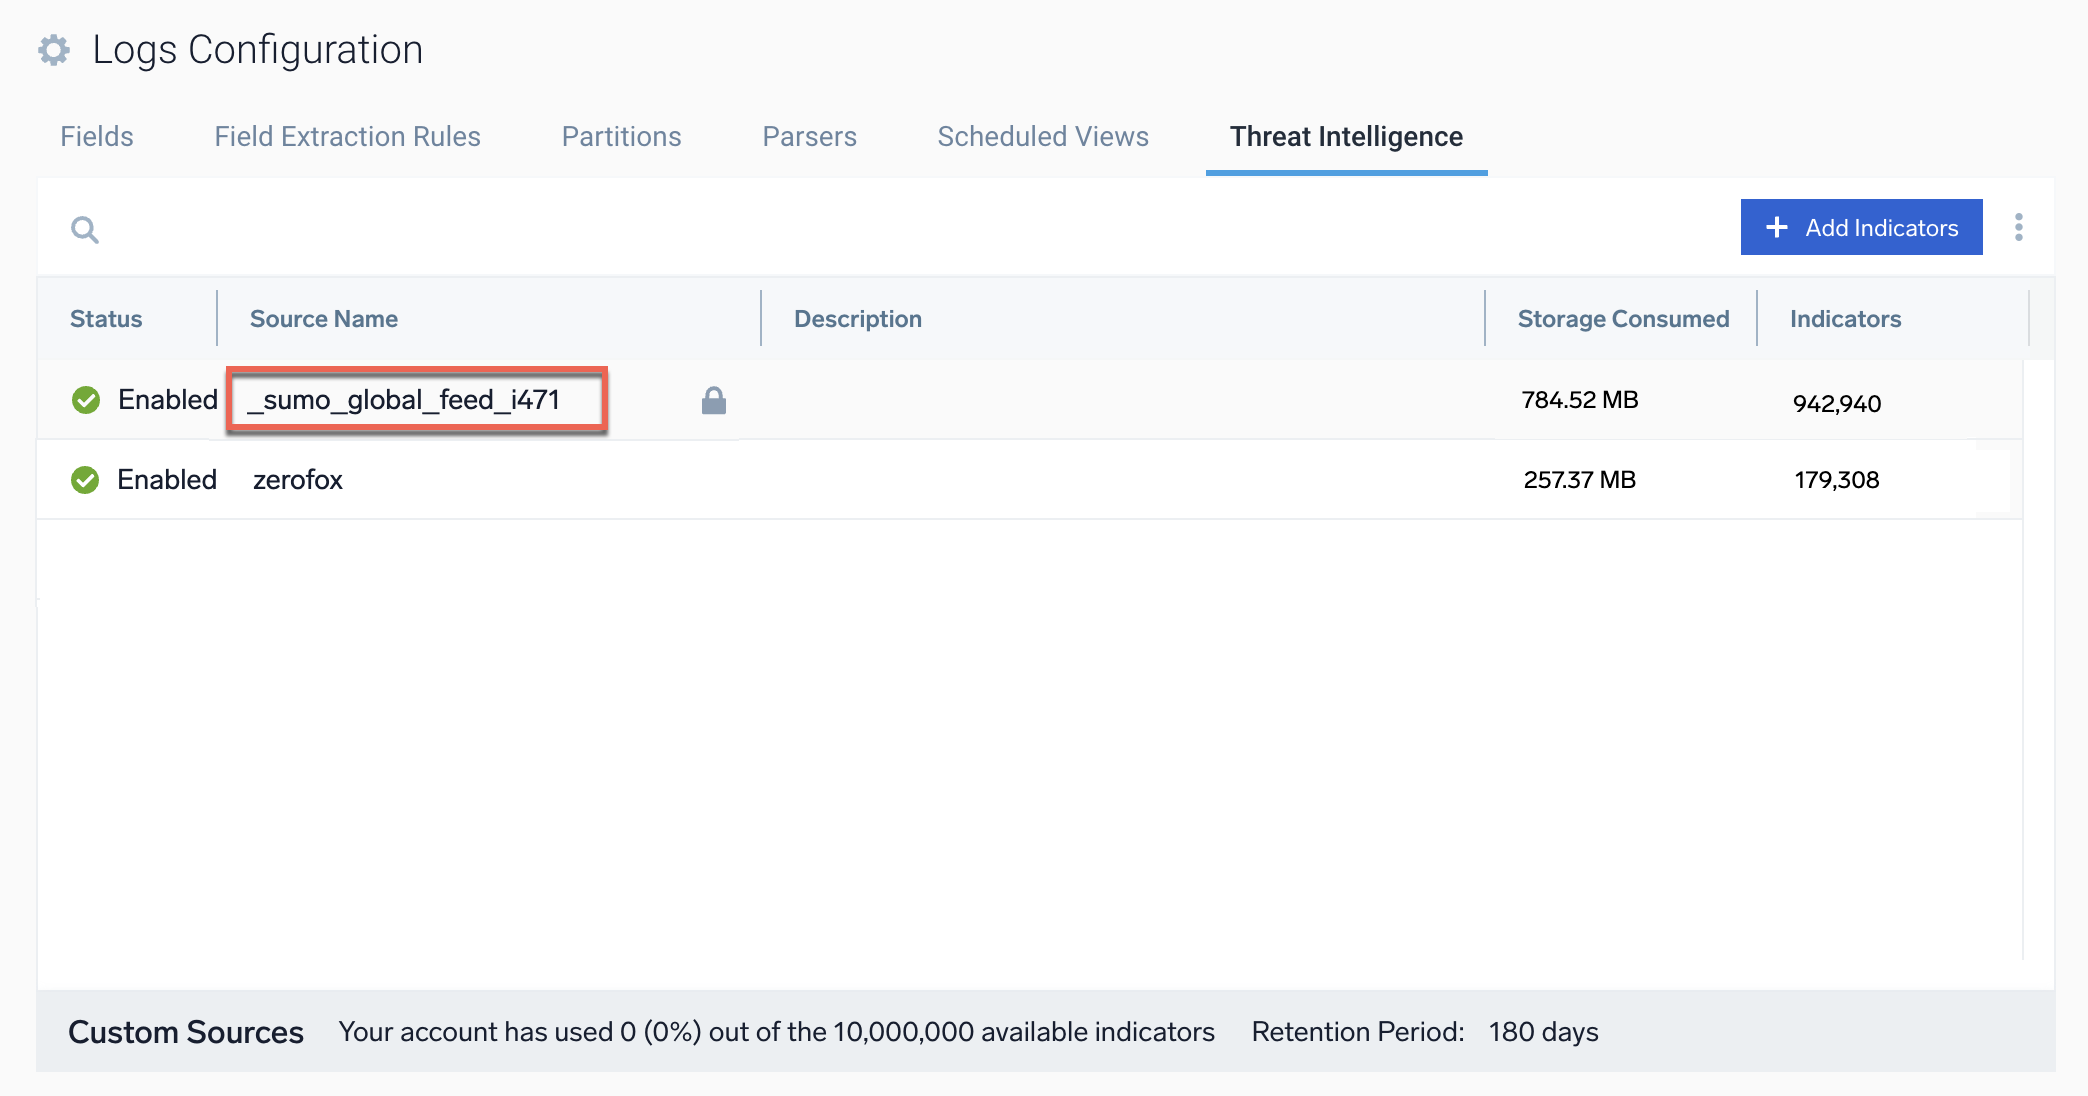 Logs Configuration
Fields Field Extraction Rules Partitions Parsers Scheduled Views Threat Intelligence
+ Add Indicators
Status Source Name Description Storage Consumed Indicators
Enabled _sumo_global_feed_i471 784.52 MB 942,940
Enabled zerofox 257.37 MB 179,308
Custom Sources Your account has used 0 (0%) out of the 10,000,000 available indicators Retention Period: 180 days